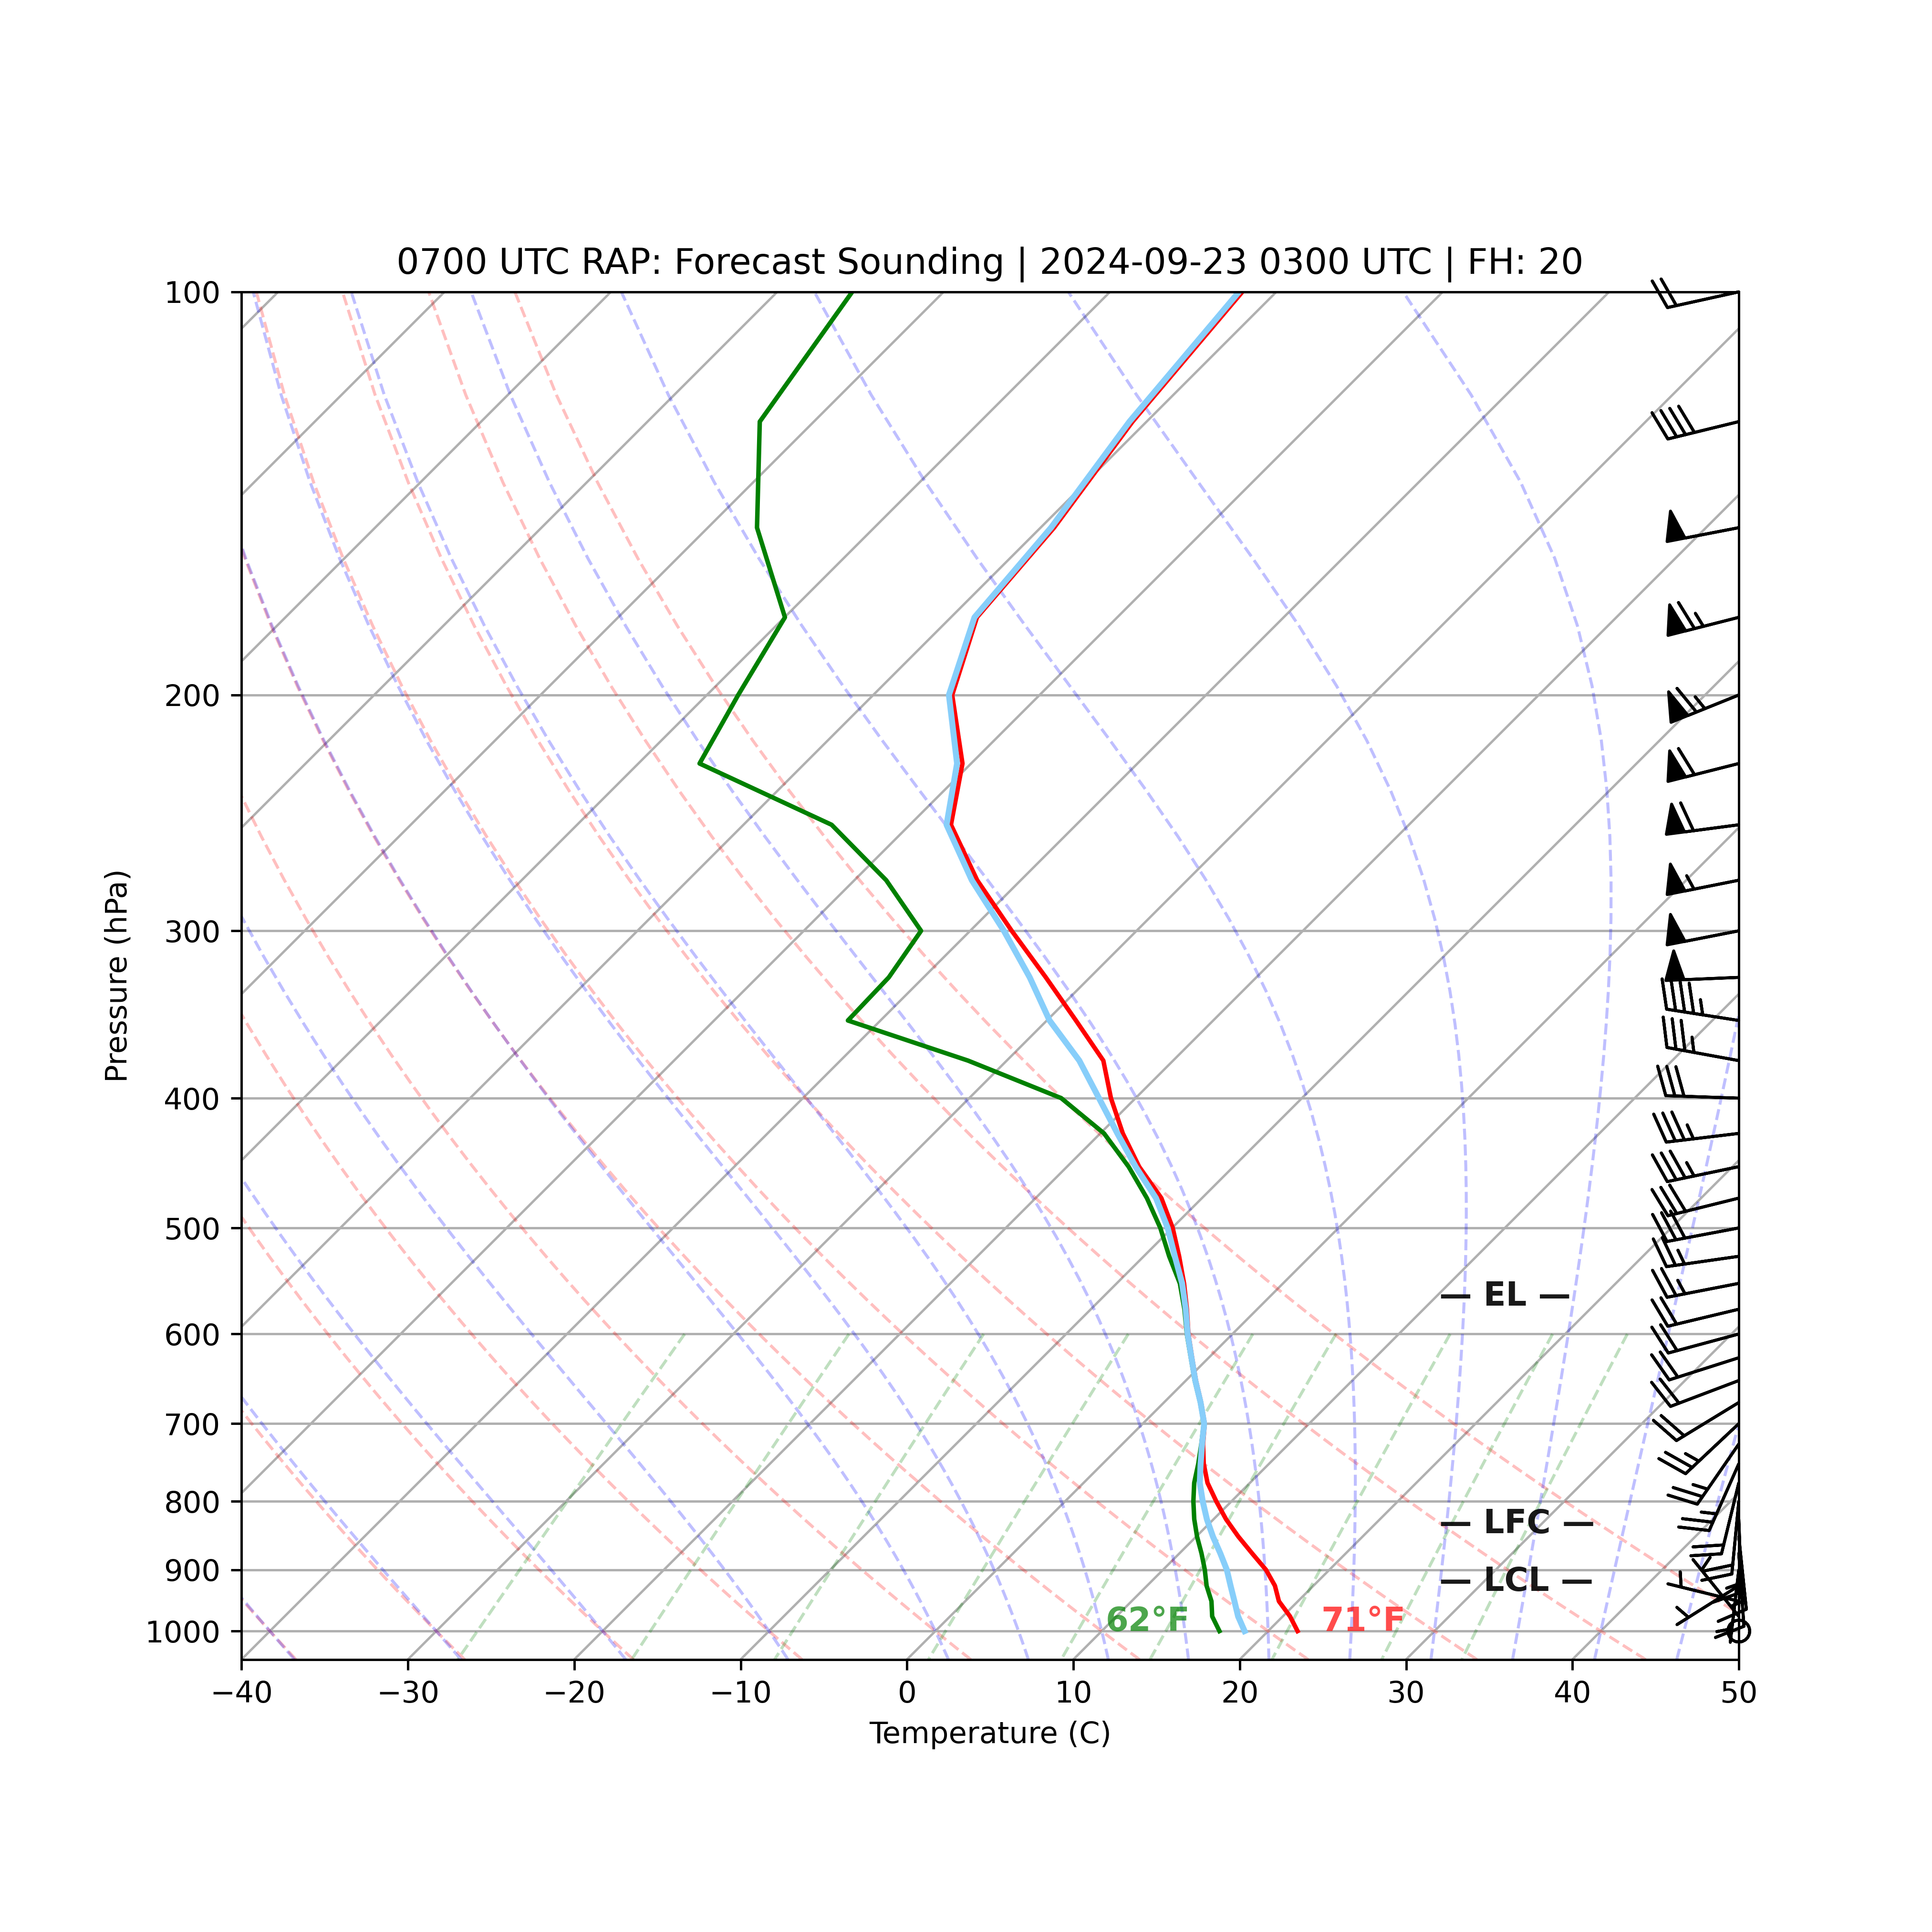 0700 UTC RAP: Forecast Sounding | 2024-09-23 0300 UTC | FH: 20
100
200
300
400
500
600
700
800
900
1000
Pressure (hPa)
— EL —
— LFC —
— LCL —
62°F
71°F
−40 −30 −20 −10 0 10 20 30 40 50
Temperature (C)